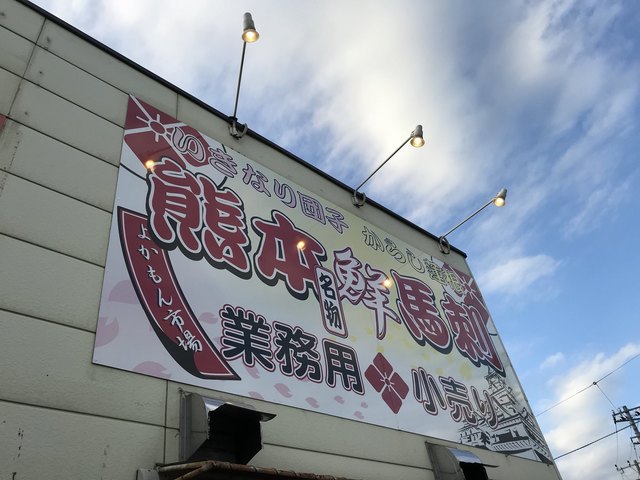 いきなり団子 からし蓮根
熊本 名物 鮮馬刺
よかもん市場
業務用 小売り